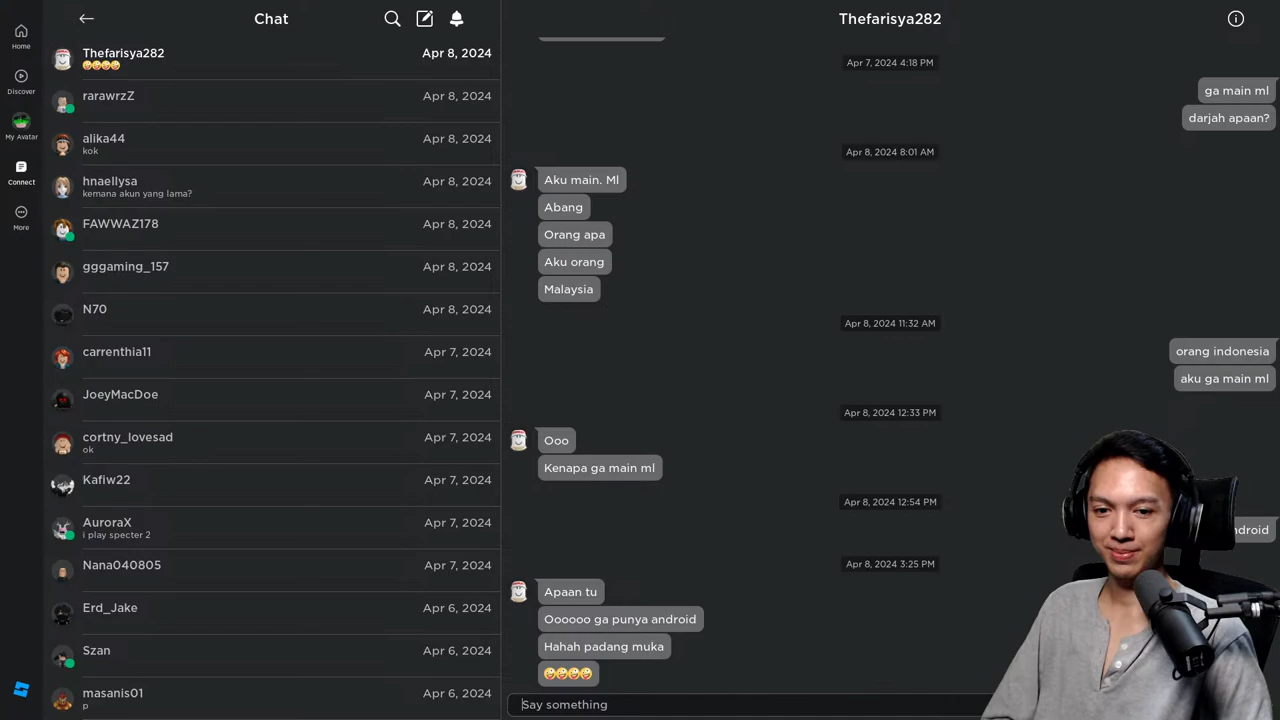 Chat
Home
Discover
My Avatar
Connect
More
Thefarisya282
Apr 8, 2024
🤪🤪🤪🤪
rarawrzZ
Apr 8, 2024
alika44
Apr 8, 2024
kok
hnaellysa
Apr 8, 2024
kemana akun yang lama?
FAWWAZ178
Apr 8, 2024
gggaming_157
Apr 8, 2024
N70
Apr 8, 2024
carrenthia11
Apr 7, 2024
JoeyMacDoe
Apr 7, 2024
cortny_lovesad
Apr 7, 2024
ok
Kafiw22
Apr 7, 2024
AuroraX
Apr 7, 2024
i play specter 2
Nana040805
Apr 7, 2024
Erd_Jake
Apr 6, 2024
Szan
Apr 6, 2024
masanis01
Apr 6, 2024
p
Thefarisya282
Apr 7, 2024 4:18 PM
ga main ml
darjah apaan?
Apr 8, 2024 8:01 AM
Aku main. Ml
Abang
Orang apa
Aku orang
Malaysia
Apr 8, 2024 11:32 AM
orang indonesia
aku ga main ml
Apr 8, 2024 12:33 PM
Ooo
Kenapa ga main ml
Apr 8, 2024 12:54 PM
ndroid
Apr 8, 2024 3:25 PM
Apaan tu
Oooooo ga punya android
Hahah padang muka
🤪🤪🤪🤪
Say something